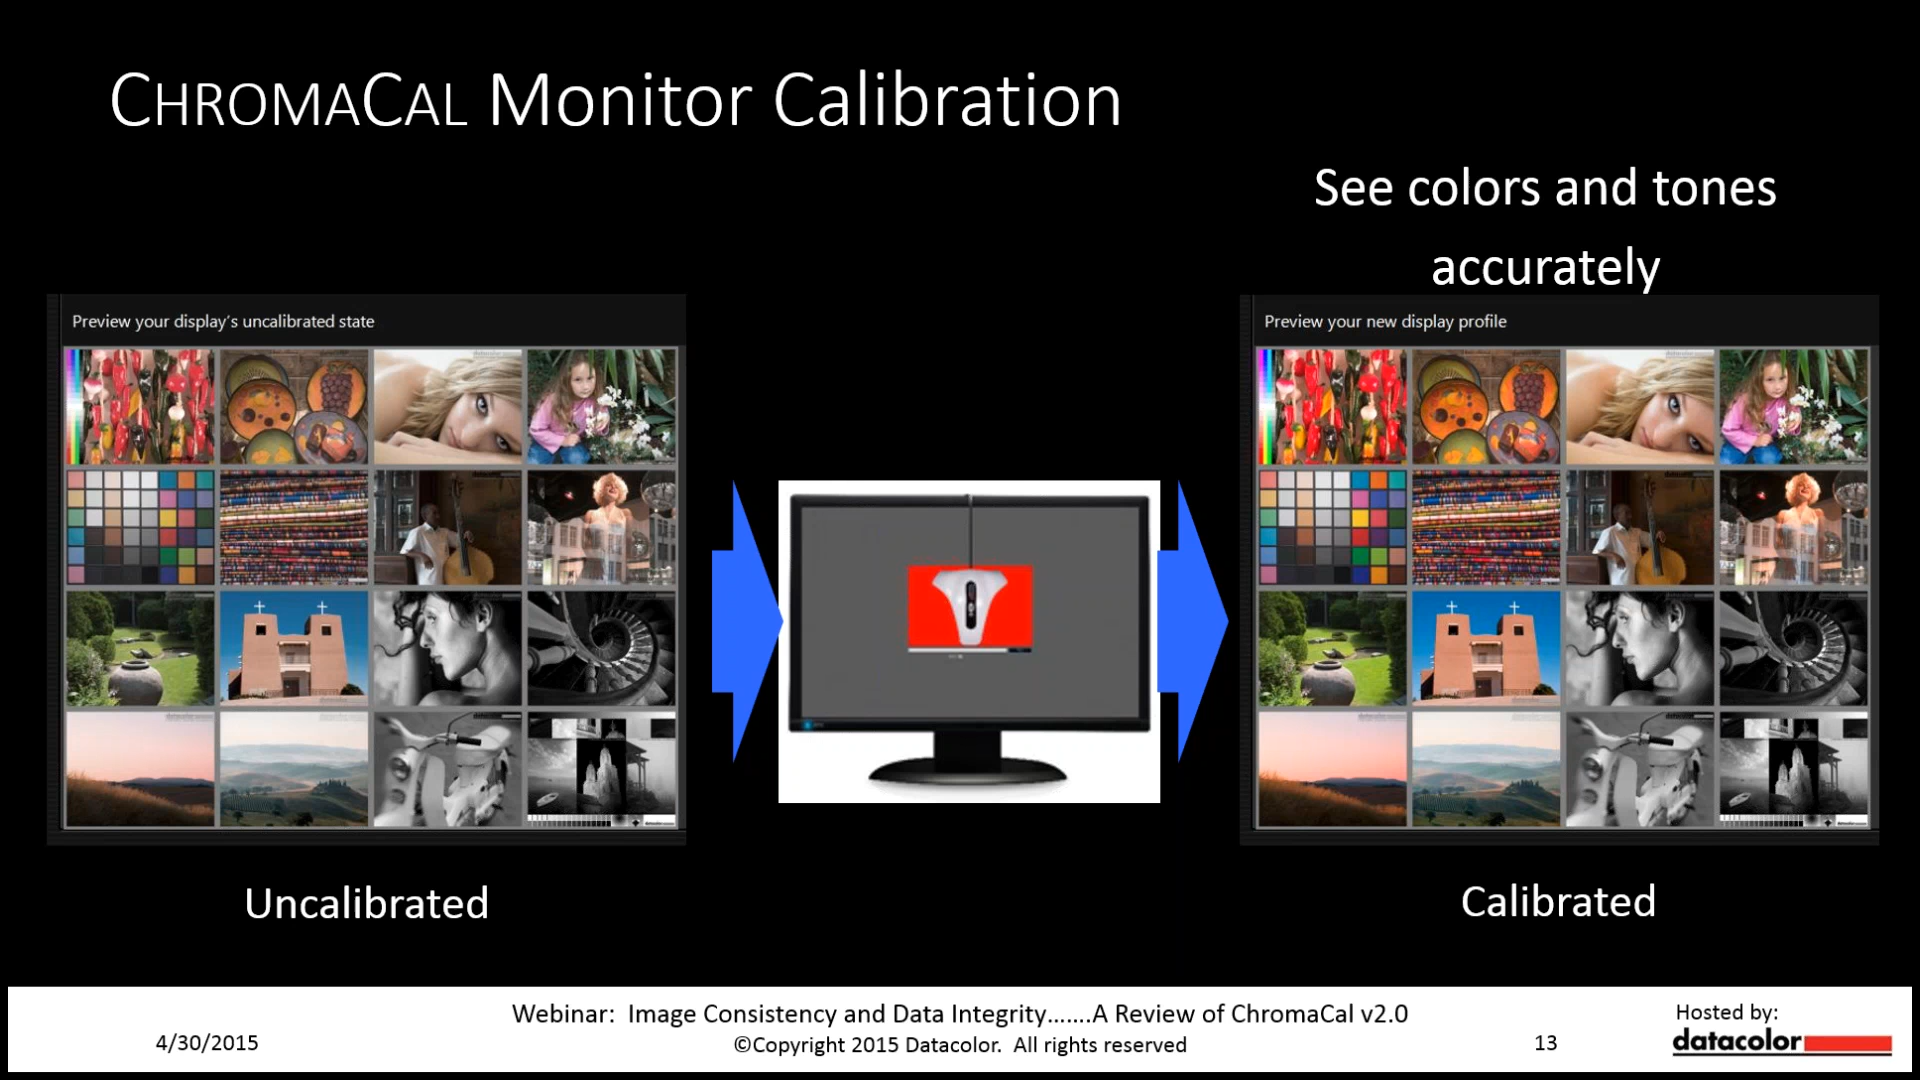 CHROMACAL Monitor Calibration
See colors and tones
accurately
Preview your display's uncalibrated state
Preview your new display profile
Uncalibrated
Calibrated
Webinar:  Image Consistency and Data Integrity.......A Review of ChromaCal v2.0
Hosted by:
4/30/2015
©Copyright 2015 Datacolor.  All rights reserved
13
datacolor